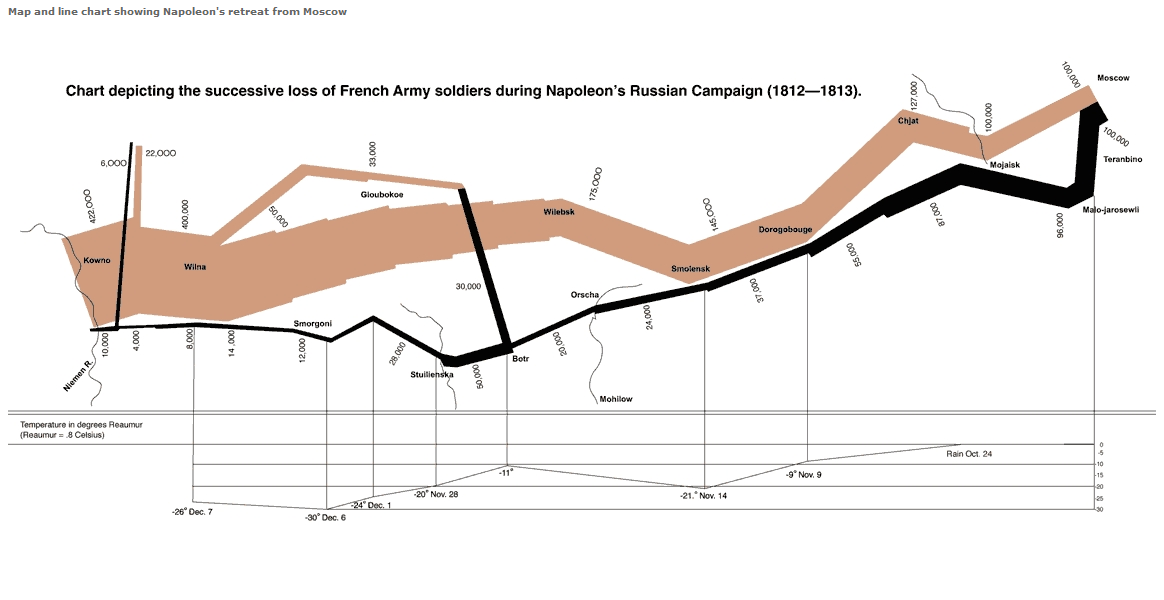 Map and line chart showing Napoleon's retreat from Moscow
Chart depicting the successive loss of French Army soldiers during Napoleon's Russian Campaign (1812—1813).
100,000
Moscow
127,000
100,000
Chjat
100,000
Teranbino
Mojaisk
6,000
22,000
33,000
Gloubokoe
422,000
400,000
50,000
175,000
Wilebsk
145,000
Dorogobouge
87,000
96,000
Malo-jarosewli
Kowno
Wilna
Smolensk
55,000
30,000
Orscha
37,000
24,000
Smorgoni
10,000
4,000
8,000
14,000
12,000
28,000
20,000
Botr
Stuilienska
50,000
Niemen R.
Mohilow
Temperature in degrees Reaumur
(Reaumur = .8 Celsius)
Rain Oct. 24
0
-5
-10
-15
-20
-25
-30
-11°
-9° Nov. 9
-21.° Nov. 14
-20° Nov. 28
-24° Dec. 1
-26° Dec. 7
-30° Dec. 6